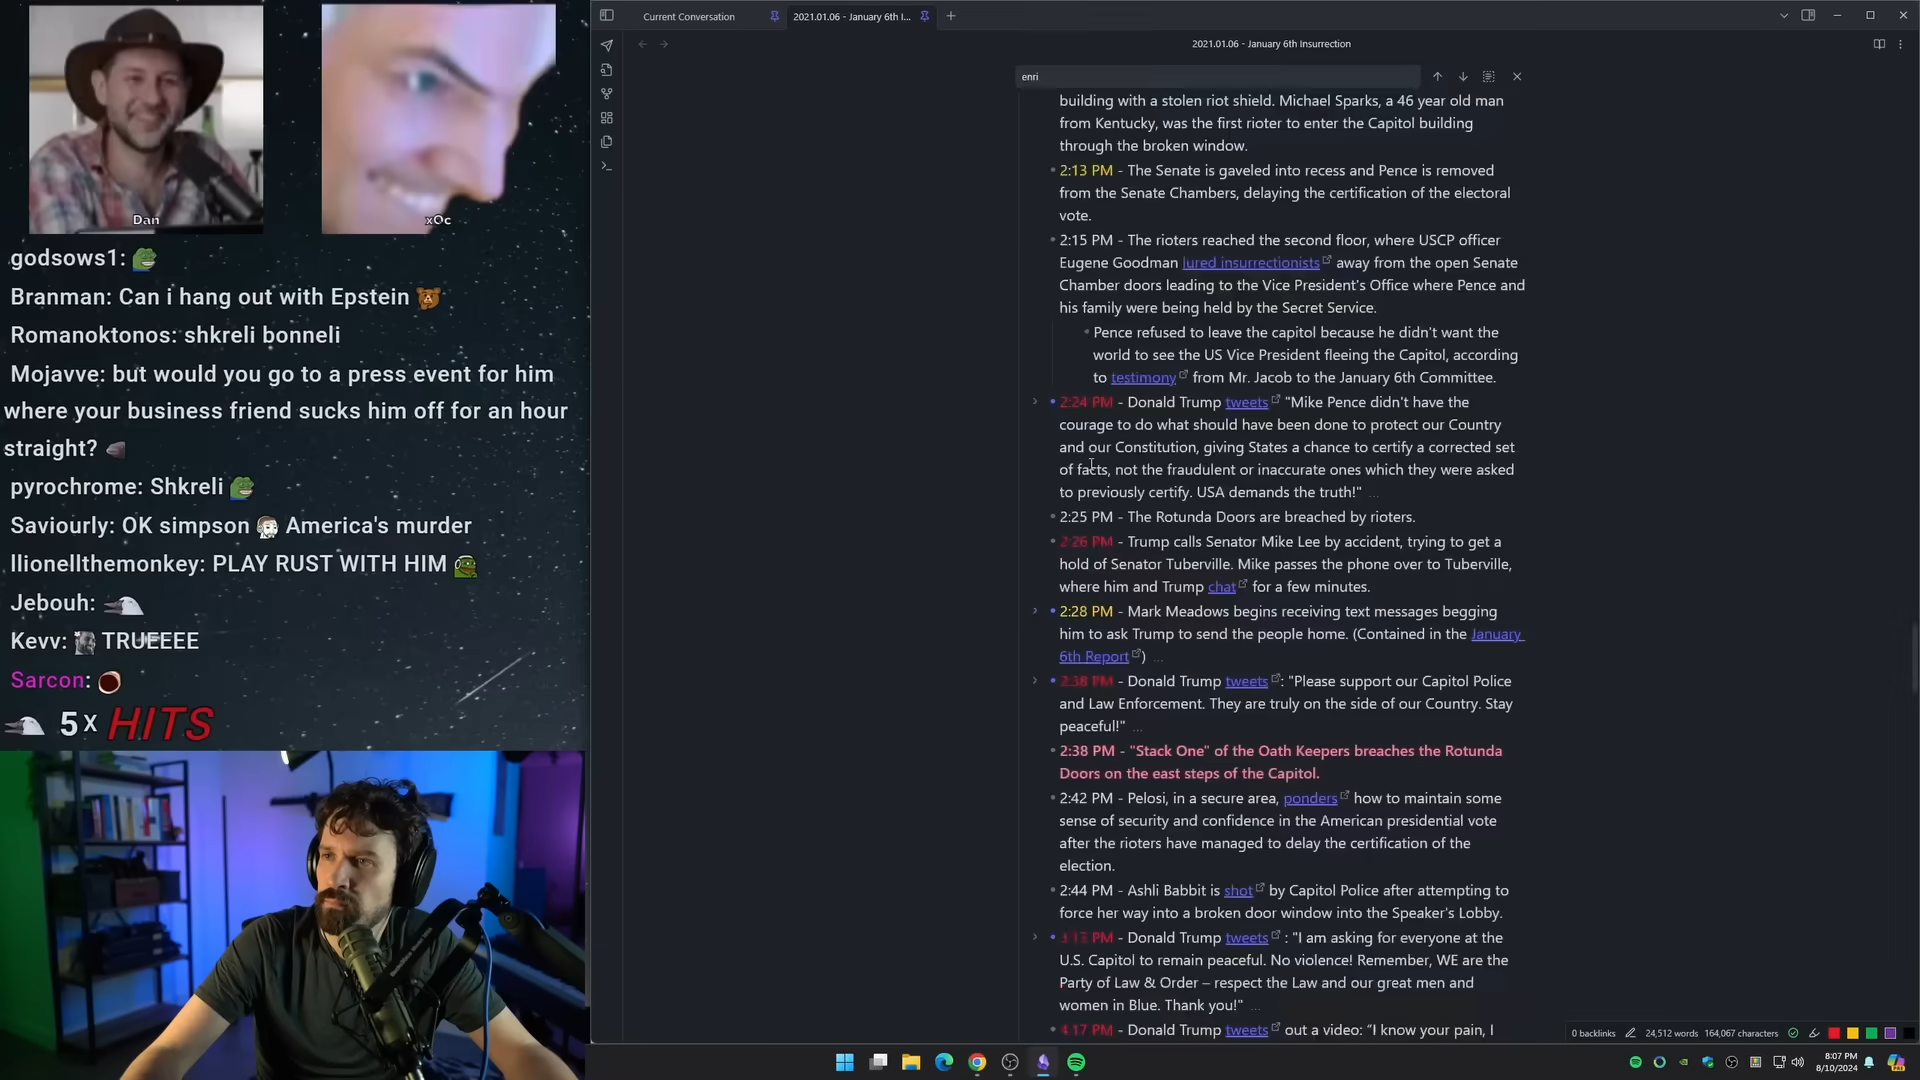 Dan
xQc
godsows1:
Branman: Can i hang out with Epstein
Romanoktonos: shkreli bonneli
Mojavve: but would you go to a press event for him
where your business friend sucks him off for an hour
straight?
pyrochrome: Shkreli
Saviourly: OK simpson America's murder
llionellthemonkey: PLAY RUST WITH HIM
Jebouh:
Kevv: TRUEEEE
Sarcon:
5x HITS
Current Conversation
2021.01.06 - January 6th I...
2021.01.06 - January 6th Insurrection
enri
building with a stolen riot shield. Michael Sparks, a 46 year old man
from Kentucky, was the first rioter to enter the Capitol building
through the broken window.
2:13 PM - The Senate is gaveled into recess and Pence is removed
from the Senate Chambers, delaying the certification of the electoral
vote.
2:15 PM - The rioters reached the second floor, where USCP officer
Eugene Goodman lured insurrectionists away from the open Senate
Chamber doors leading to the Vice President's Office where Pence and
his family were being held by the Secret Service.
Pence refused to leave the capitol because he didn't want the
world to see the US Vice President fleeing the Capitol, according
to testimony from Mr. Jacob to the January 6th Committee.
2:24 PM - Donald Trump tweets "Mike Pence didn't have the
courage to do what should have been done to protect our Country
and our Constitution, giving States a chance to certify a corrected set
of facts, not the fraudulent or inaccurate ones which they were asked
to previously certify. USA demands the truth!" ...
2:25 PM - The Rotunda Doors are breached by rioters.
2:26 PM - Trump calls Senator Mike Lee by accident, trying to get a
hold of Senator Tuberville. Mike passes the phone over to Tuberville,
where him and Trump chat for a few minutes.
2:28 PM - Mark Meadows begins receiving text messages begging
him to ask Trump to send the people home. (Contained in the January
6th Report) ...
2:38 PM - Donald Trump tweets: "Please support our Capitol Police
and Law Enforcement. They are truly on the side of our Country. Stay
peaceful!" ...
2:38 PM - "Stack One" of the Oath Keepers breaches the Rotunda
Doors on the east steps of the Capitol.
2:42 PM - Pelosi, in a secure area, ponders how to maintain some
sense of security and confidence in the American presidential vote
after the rioters have managed to delay the certification of the
election.
2:44 PM - Ashli Babbit is shot by Capitol Police after attempting to
force her way into a broken door window into the Speaker's Lobby.
PM - Donald Trump tweets : "I am asking for everyone at the
U.S. Capitol to remain peaceful. No violence! Remember, WE are the
Party of Law & Order – respect the Law and our great men and
women in Blue. Thank you!" ...
4:17 PM - Donald Trump tweets out a video: "I know your pain, I
0 backlinks 24,512 words 164,067 characters
8:07 PM
8/10/2024